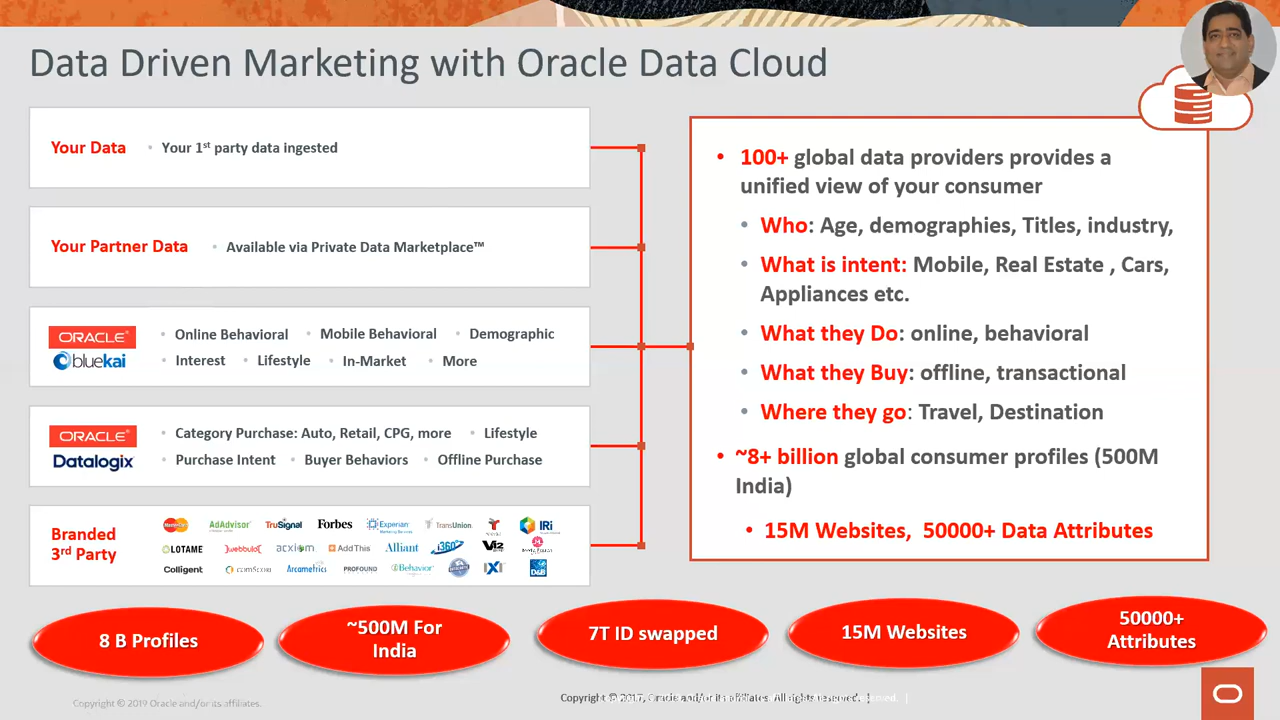 Data Driven Marketing with Oracle Data Cloud
Your Data • Your 1st party data ingested
Your Partner Data • Available via Private Data Marketplace™
ORACLE
bluekai
• Online Behavioral • Mobile Behavioral • Demographic
• Interest • Lifestyle • In-Market • More
ORACLE
Datalogix
• Category Purchase: Auto, Retail, CPG, more • Lifestyle
• Purchase Intent • Buyer Behaviors • Offline Purchase
Branded
3rd Party
MasterCard AdAdvisor TruSignal Forbes Experian TransUnion IRi
LOTAME Webbula acxiom AddThis Alliant i360 V12
Colligent comScore Arcametrics PROFOUND iBehavior IXI D&B
• 100+ global data providers provides a
unified view of your consumer
• Who: Age, demographies, Titles, industry,
• What is intent: Mobile, Real Estate , Cars,
Appliances etc.
• What they Do: online, behavioral
• What they Buy: offline, transactional
• Where they go: Travel, Destination
• ~8+ billion global consumer profiles (500M
India)
• 15M Websites, 50000+ Data Attributes
8 B Profiles
~500M For
India
7T ID swapped
15M Websites
50000+
Attributes
Copyright © 2019 Oracle and/or its affiliates.